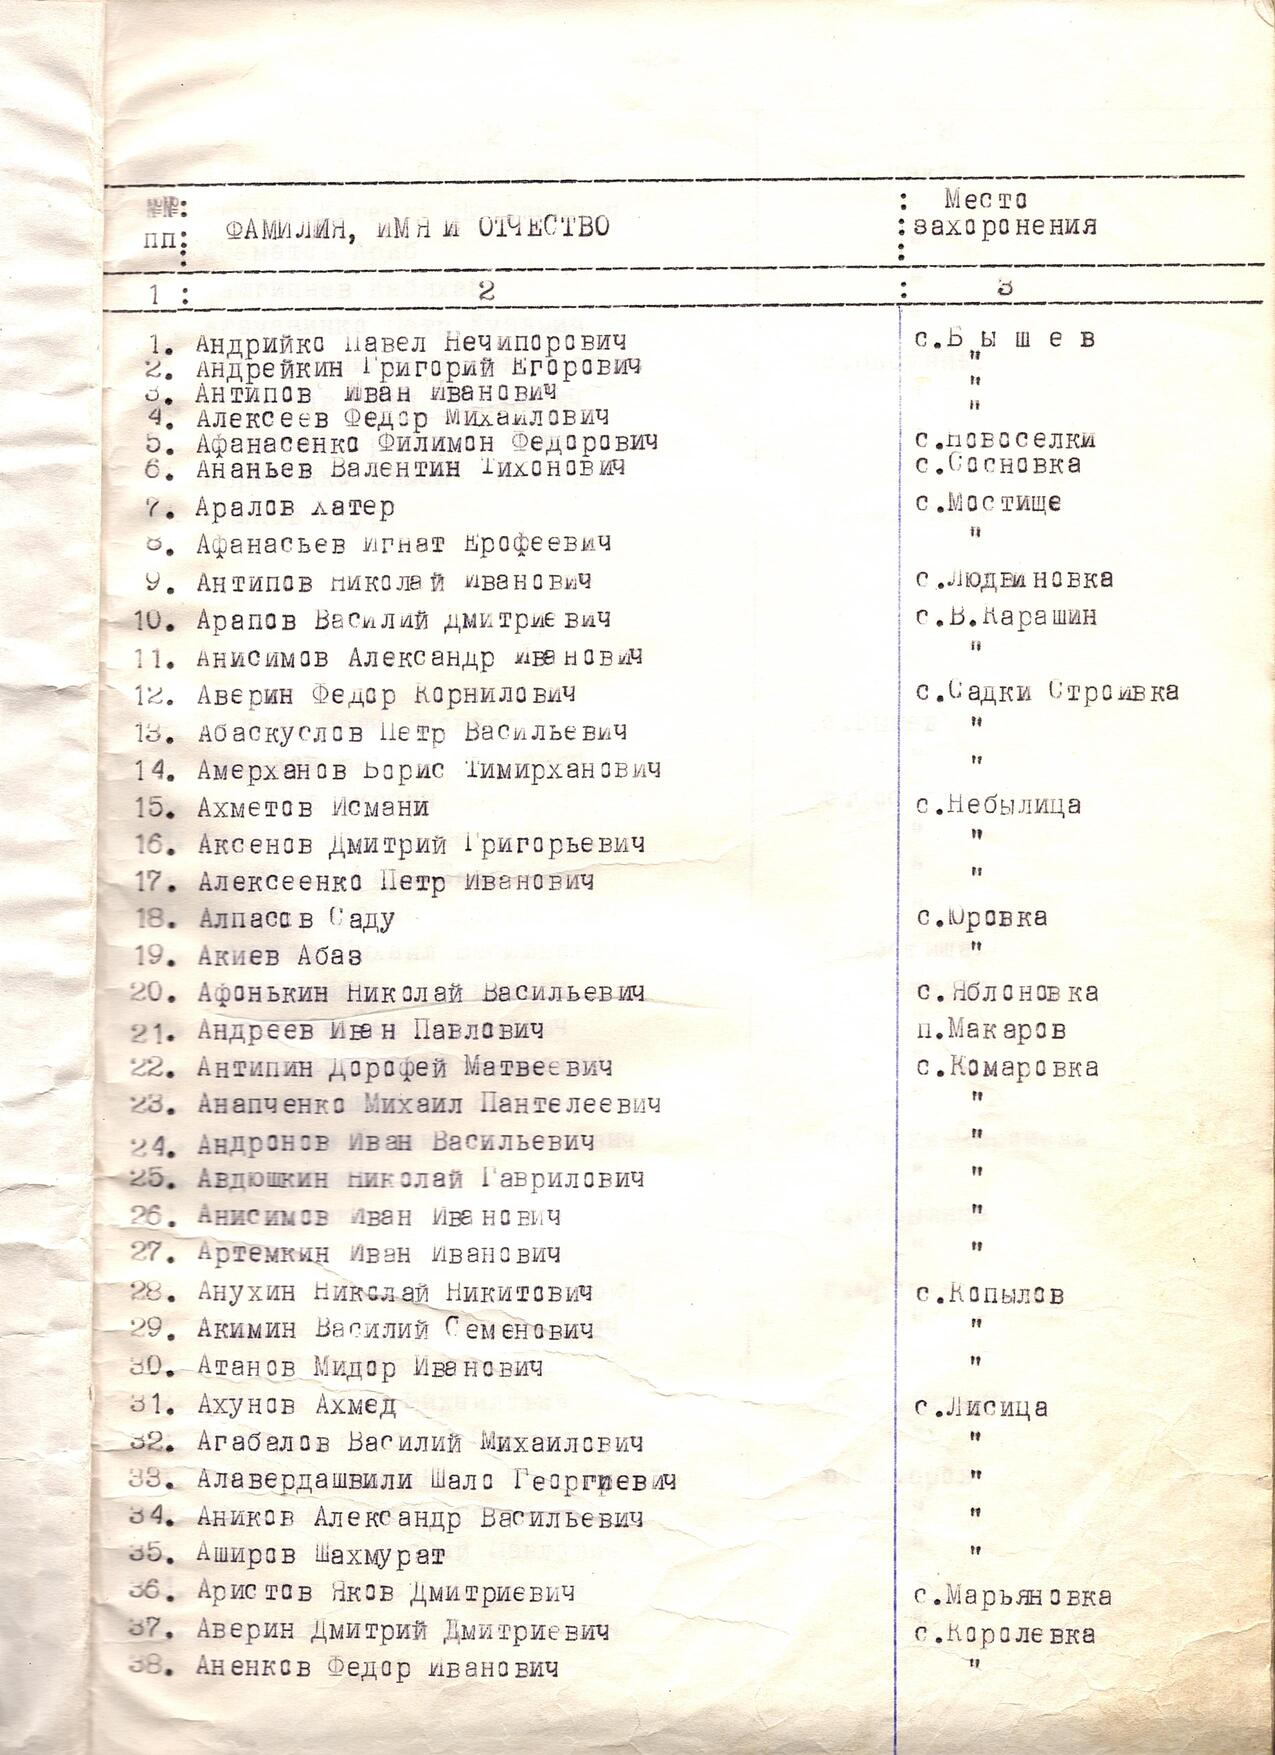 №№: : Место
пп: ФАМИЛИЯ, ИМЯ И ОТЧЕСТВО :захоронения
1 : 2 : 3
1. Андрийко Павел Нечипорович с.Б ы ш е в
2. Андрейкин Григорий Егорович "
3. Антипов Иван Иванович "
4. Алексеев Федор Михайлович "
5. Афанасенко Филимон Федорович с.Новоселки
6. Ананьев Валентин Тихонович с.Сосновка
7. Аралов Хатер с.Мостище
8. Афанасьев Игнат Ерофеевич "
9. Антипов Николай Иванович с.Людвиновка
10. Арапов Василий Дмитриевич с.В.Карашин
11. Анисимов Александр Иванович "
12. Аверин Федор Корнилович с.Садки Строивка
13. Абаскуслов Петр Васильевич "
14. Амерханов Борис Тимирханович "
15. Ахметов Исмани с.Небылица
16. Аксенов Дмитрий Григорьевич "
17. Алексеенко Петр Иванович "
18. Алпасов Саду с.Юровка
19. Акиев Абаз "
20. Афонькин Николай Васильевич с.Яблоновка
21. Андреев Иван Павлович п.Макаров
22. Антипин Дорофей Матвеевич с.Комаровка
23. Анапченко Михаил Пантелеевич "
24. Андронов Иван Васильевич "
25. Авдюшкин Николай Гаврилович "
26. Анисимов Иван Иванович "
27. Артемкин Иван Иванович "
28. Анухин Николай Никитович с.Копылов
29. Акимин Василий Семенович "
30. Атанов Мидор Иванович "
31. Ахунов Ахмед с.Лисица
32. Агабалов Василий Михаилович "
33. Алавердашвили Шало Георгиевич "
34. Аников Александр Васильевич "
35. Аширов Шахмурат "
36. Аристов Яков Дмитриевич с.Марьяновка
37. Аверин Дмитрий Дмитриевич с.Королевка
38. Аненков Федор Иванович "